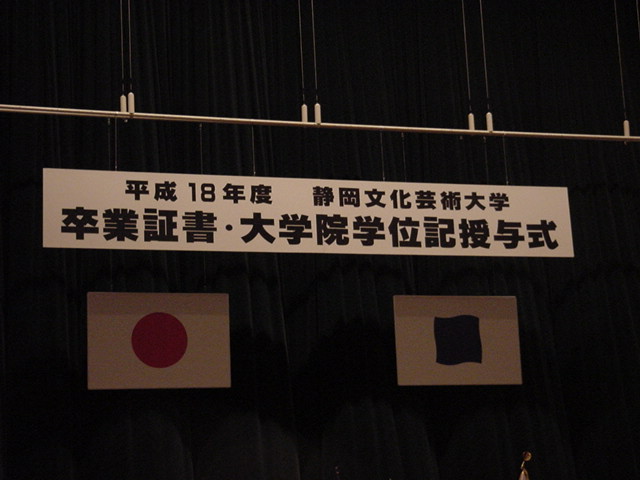 平成18年度 静岡文化芸術大学
卒業証書・大学院学位記授与式